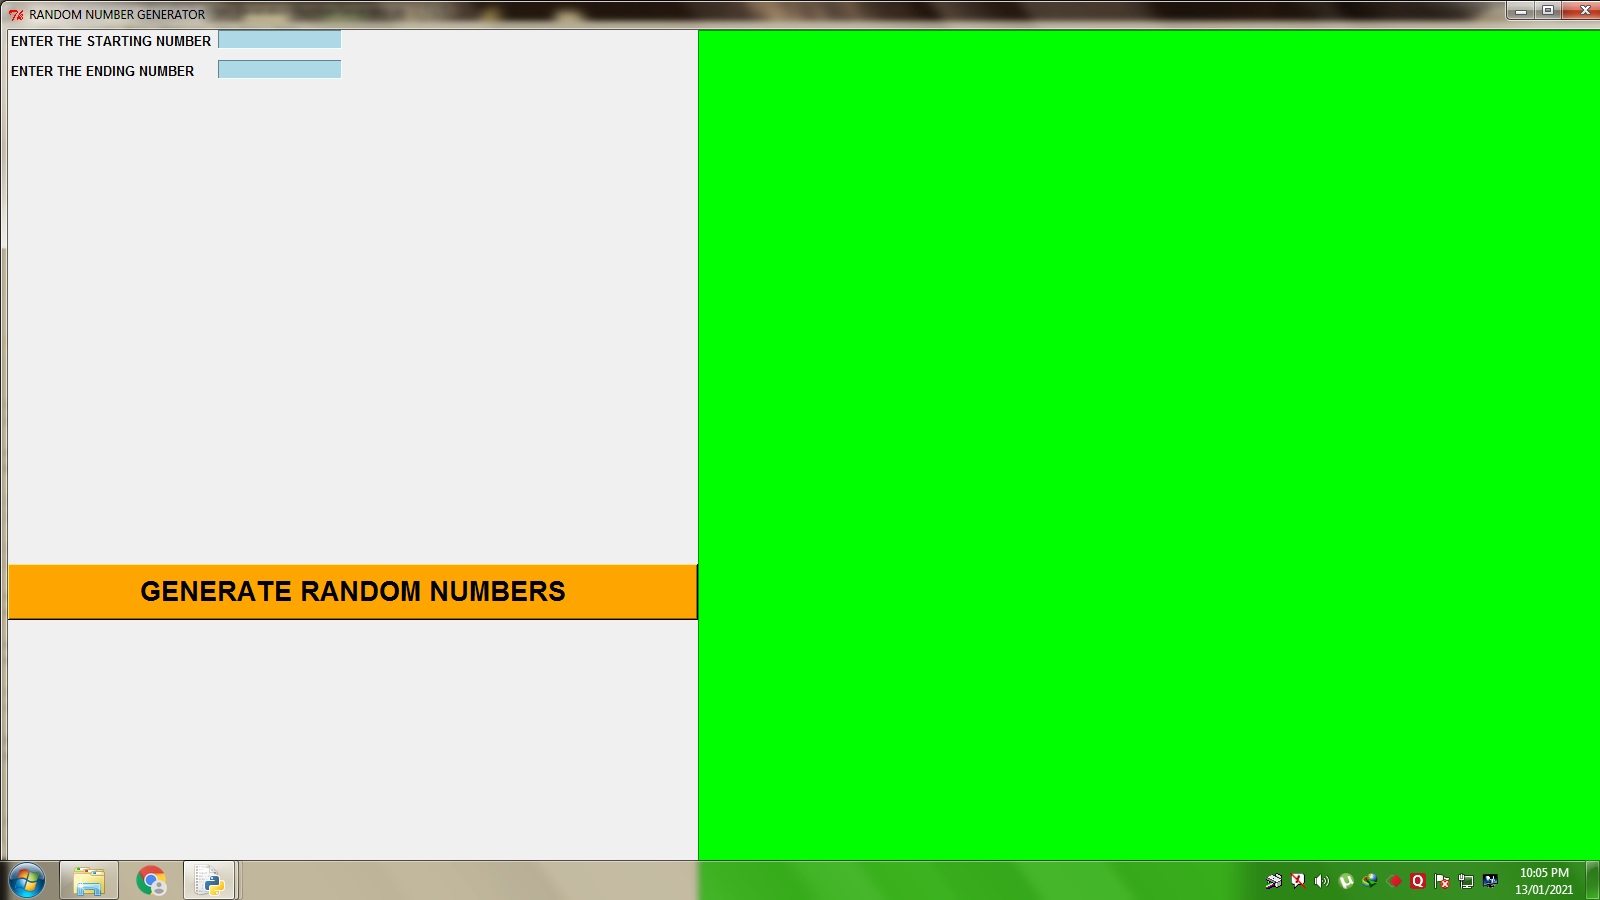 RANDOM NUMBER GENERATOR
ENTER THE STARTING NUMBER
ENTER THE ENDING NUMBER
GENERATE RANDOM NUMBERS
10:05 PM
13/01/2021